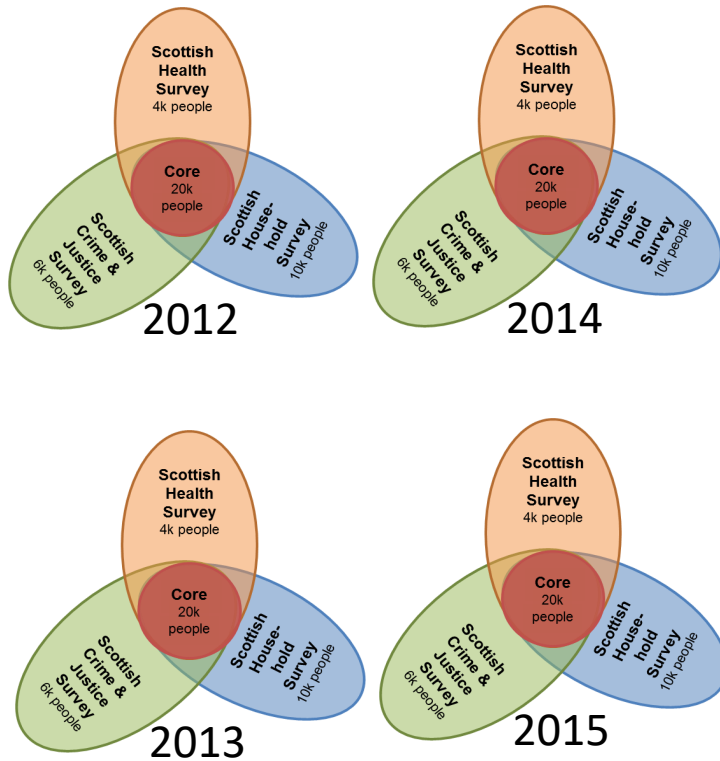 Scottish
Health
Survey
4k people
Core
20k
people
Scottish
Crime &
Justice
Survey
6k people
Scottish
House-
hold
Survey
10k people
2012
Scottish
Health
Survey
4k people
Core
20k
people
Scottish
Crime &
Justice
Survey
6k people
Scottish
House-
hold
Survey
10k people
2014
Scottish
Health
Survey
4k people
Core
20k
people
Scottish
Crime &
Justice
Survey
6k people
Scottish
House-
hold
Survey
10k people
2013
Scottish
Health
Survey
4k people
Core
20k
people
Scottish
Crime &
Justice
Survey
6k people
Scottish
House-
hold
Survey
10k people
2015